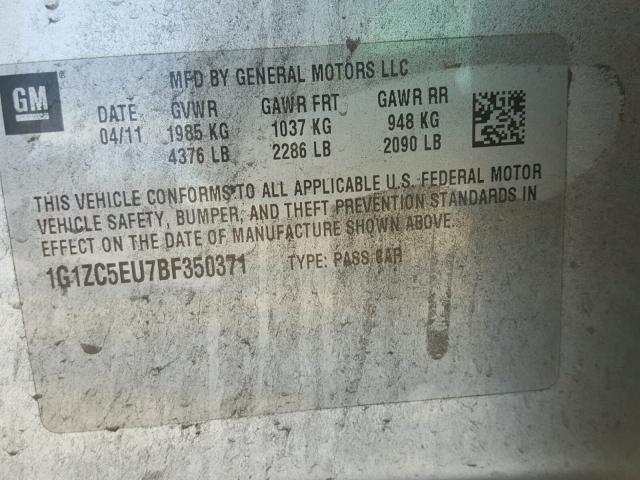 MFD BY GENERAL MOTORS LLC
GM ®
DATE GVWR GAWR FRT GAWR RR
04/11 1985 KG 1037 KG 948 KG
4376 LB 2286 LB 2090 LB
THIS VEHICLE CONFORMS TO ALL APPLICABLE U.S. FEDERAL MOTOR
VEHICLE SAFETY, BUMPER, AND THEFT PREVENTION STANDARDS IN
EFFECT ON THE DATE OF MANUFACTURE SHOWN ABOVE.
1G1ZC5EU7BF350371 TYPE: PASS CAR